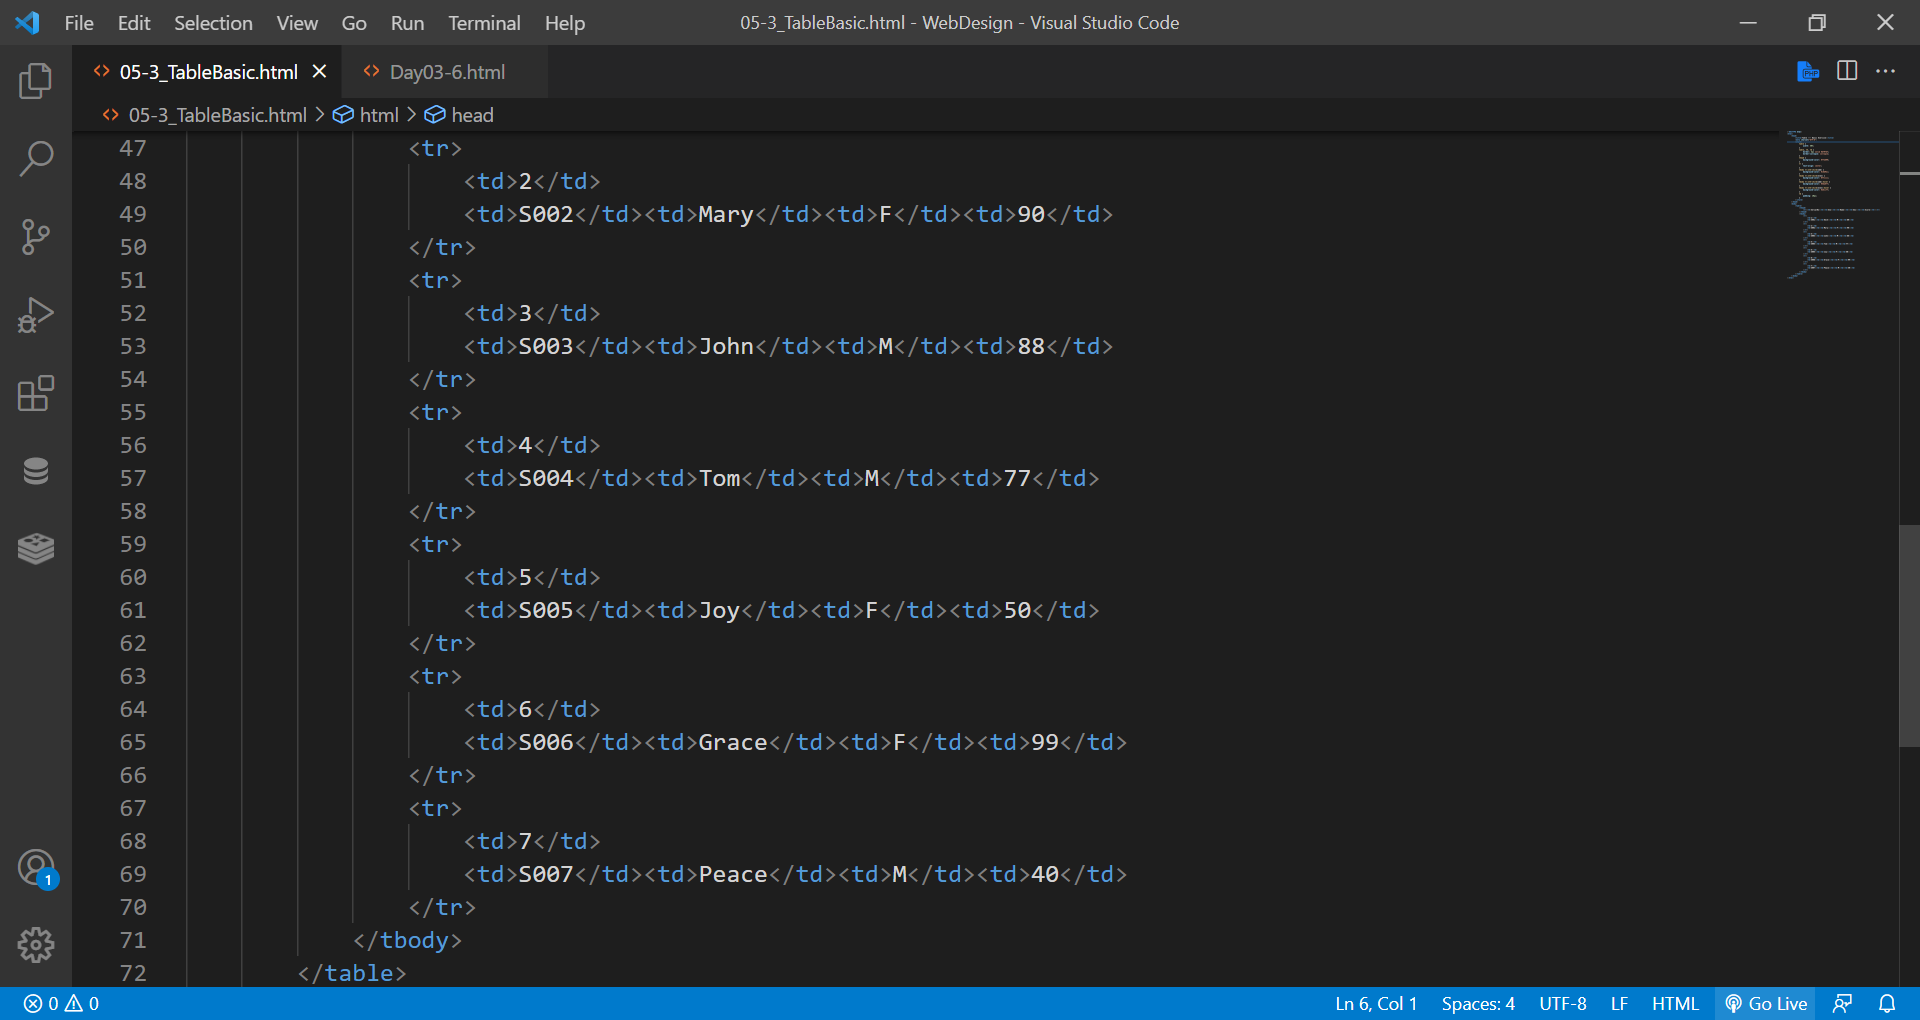 File Edit Selection View Go Run Terminal Help 05-3_TableBasic.html - WebDesign - Visual Studio Code
05-3_TableBasic.html Day03-6.html
05-3_TableBasic.html > html > head
47 <tr>
48 <td>2</td>
49 <td>S002</td><td>Mary</td><td>F</td><td>90</td>
50 </tr>
51 <tr>
52 <td>3</td>
53 <td>S003</td><td>John</td><td>M</td><td>88</td>
54 </tr>
55 <tr>
56 <td>4</td>
57 <td>S004</td><td>Tom</td><td>M</td><td>77</td>
58 </tr>
59 <tr>
60 <td>5</td>
61 <td>S005</td><td>Joy</td><td>F</td><td>50</td>
62 </tr>
63 <tr>
64 <td>6</td>
65 <td>S006</td><td>Grace</td><td>F</td><td>99</td>
66 </tr>
67 <tr>
68 <td>7</td>
69 <td>S007</td><td>Peace</td><td>M</td><td>40</td>
70 </tr>
71 </tbody>
72 </table>
1
0 0 Ln 6, Col 1 Spaces: 4 UTF-8 LF HTML Go Live